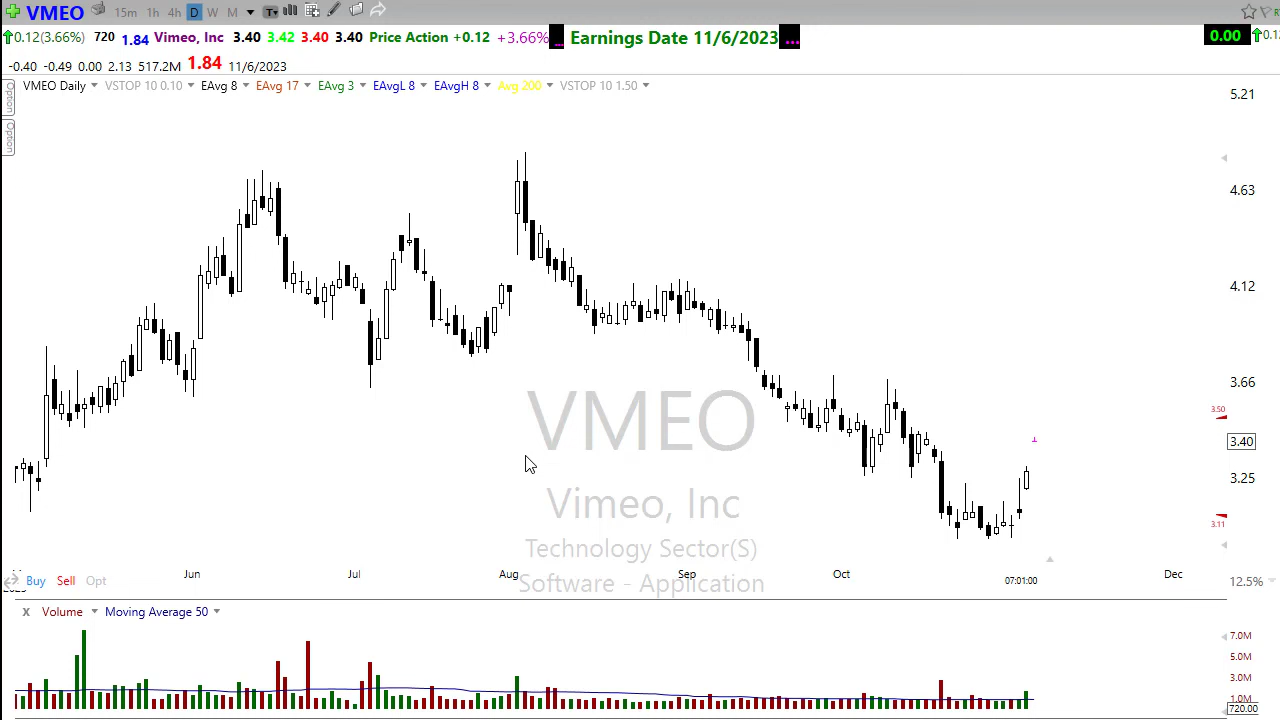 VMEO 15m 1h 4h D W M
0.12(3.66%) 720 1.84 Vimeo, Inc 3.40 3.42 3.40 3.40 Price Action +0.12 +3.66% ... Earnings Date 11/6/2023 ... 0.00
-0.40 -0.49 0.00 2.13 517.2M 1.84 11/6/2023
VMEO Daily VSTOP 10 0.10 EAvg 8 EAvg 17 EAvg 3 EAvgL 8 EAvgH 8 Avg 200 VSTOP 10 1.50
Option
Option
5.21
4.63
4.12
3.66
3.50
3.40
3.25
3.11
VMEO
Vimeo, Inc
Technology Sector(S)
Software - Application
Jun Jul Aug Sep Oct Dec
Buy Sell Opt 07:01:00 12.5%
X Volume Moving Average 50
7.0M
5.0M
3.0M
1.0M
720.00